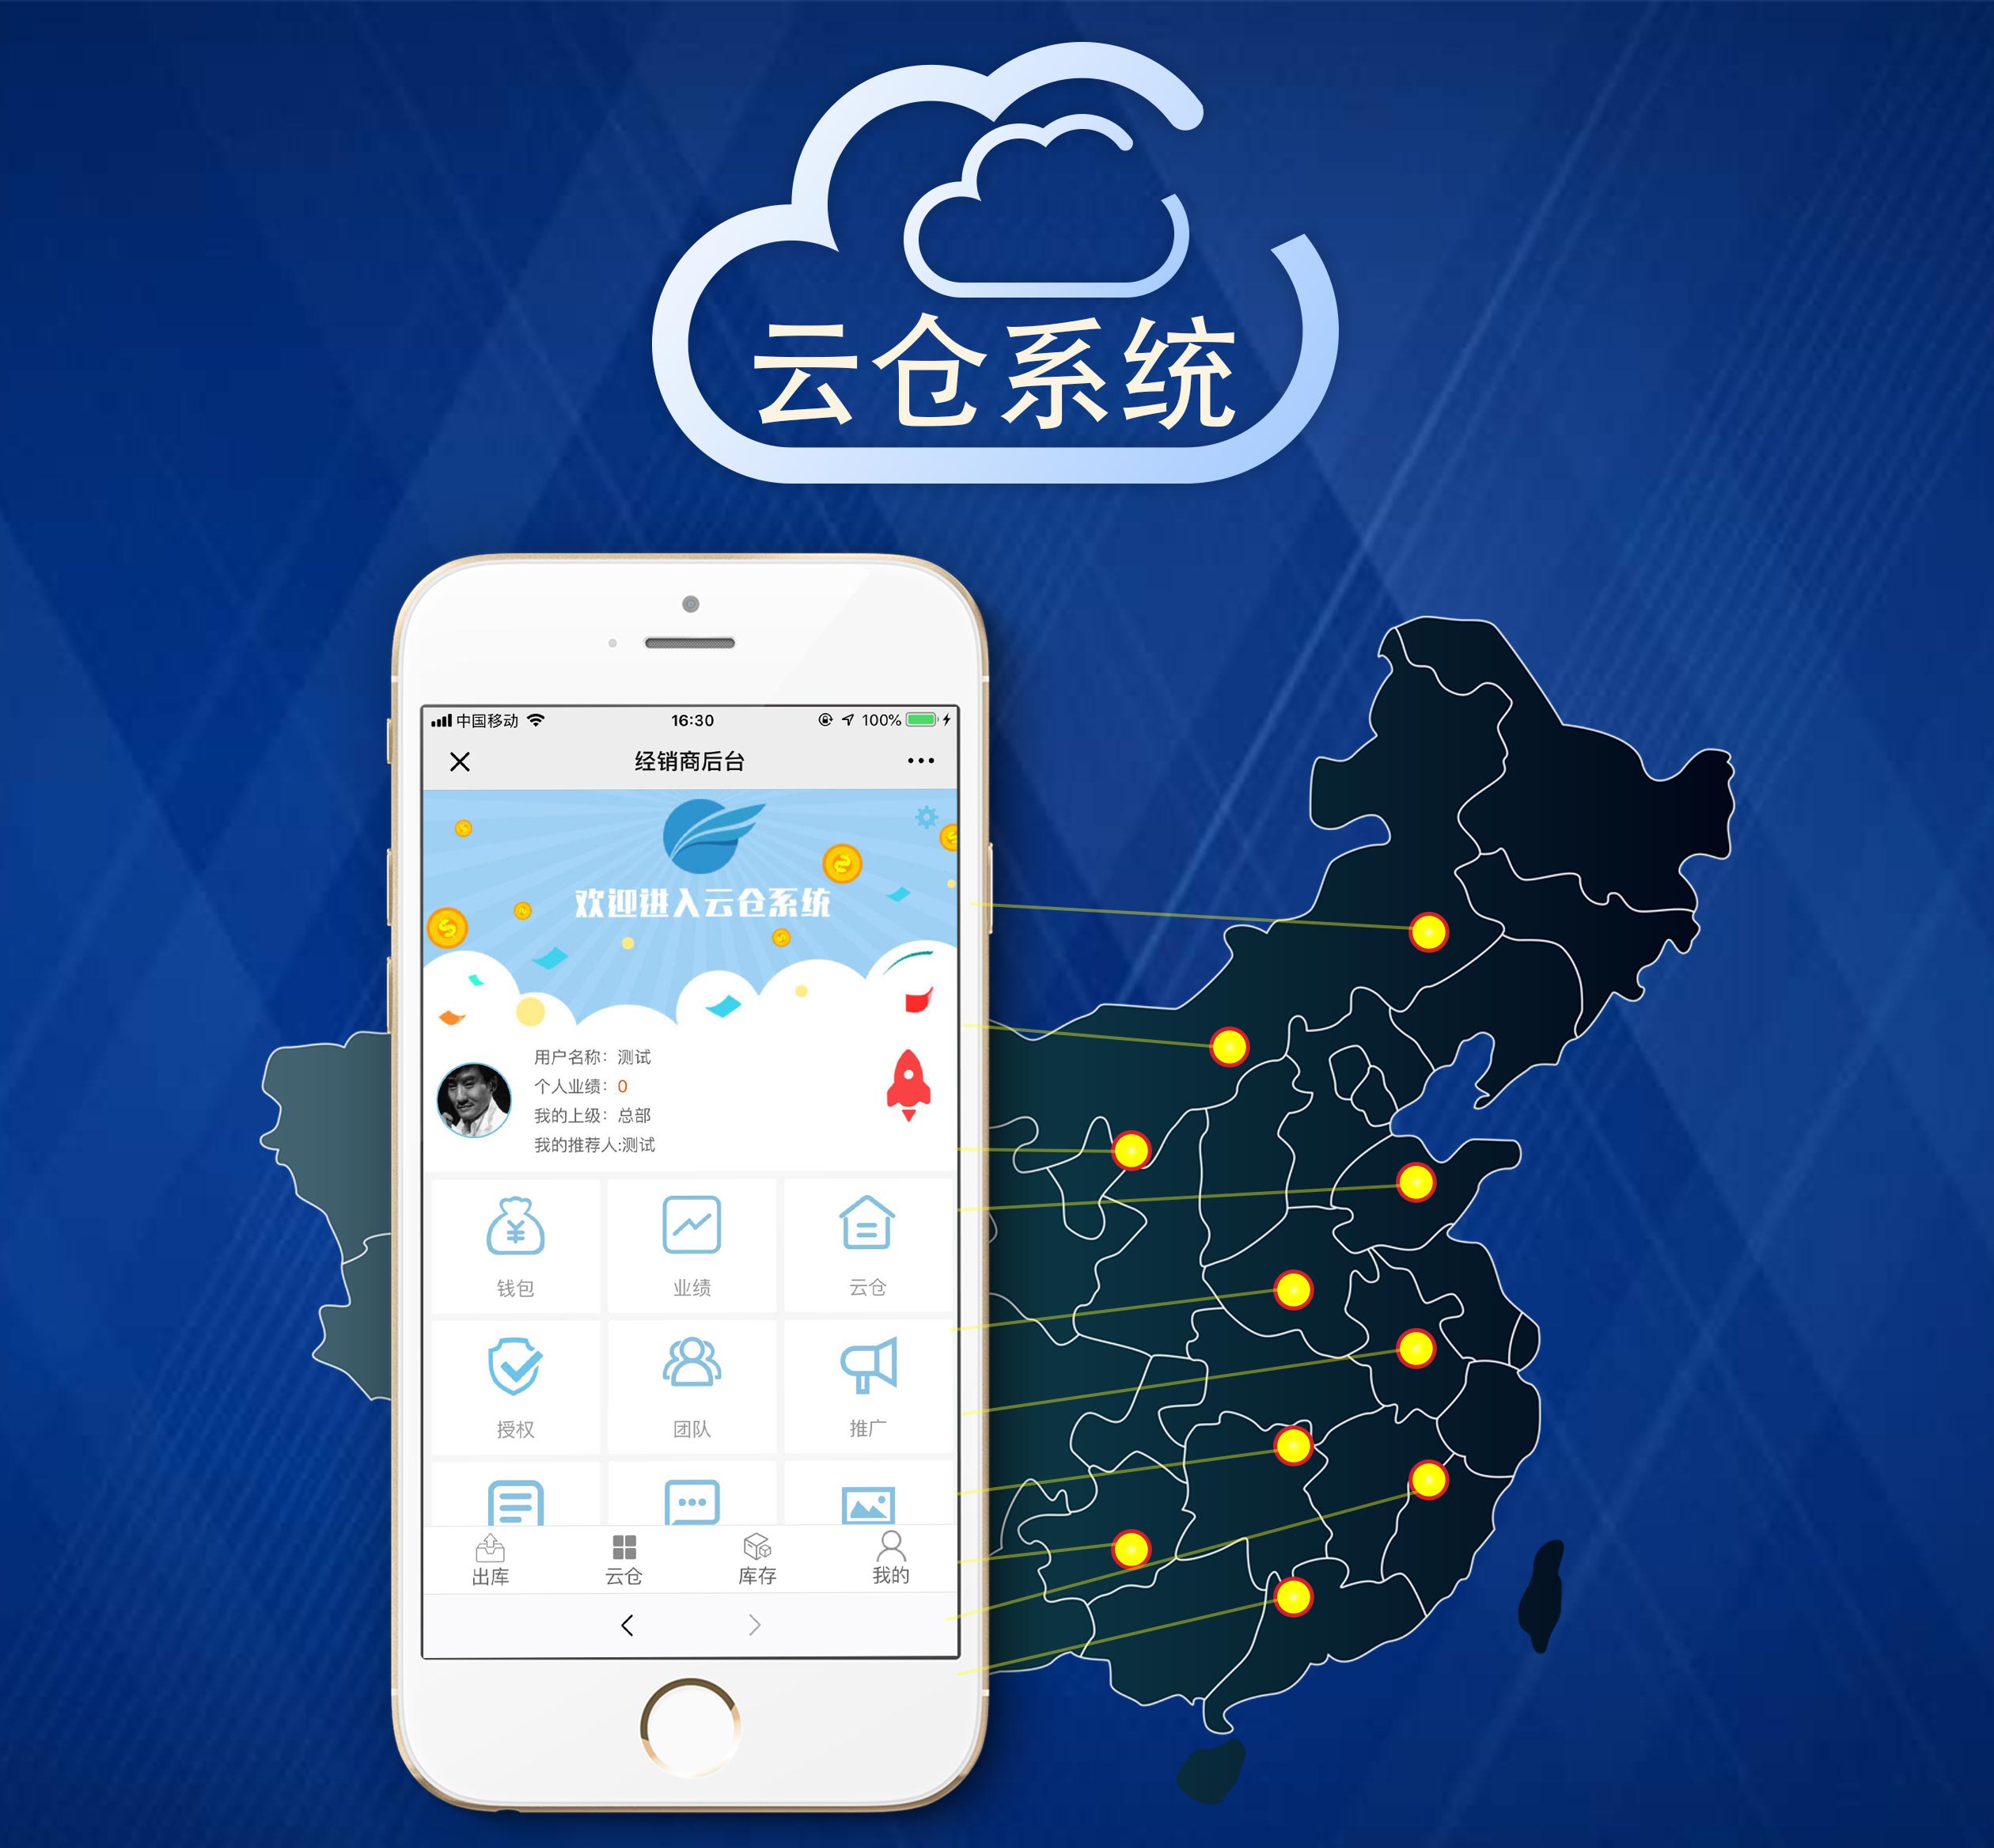 云仓系统
中国移动 16:30 100%
经销商后台
欢迎进入云仓系统
用户名称：测试
个人业绩：0
我的上级：总部
我的推荐人:测试
钱包 业绩 云仓
授权 团队 推广
出库 云仓 库存 我的